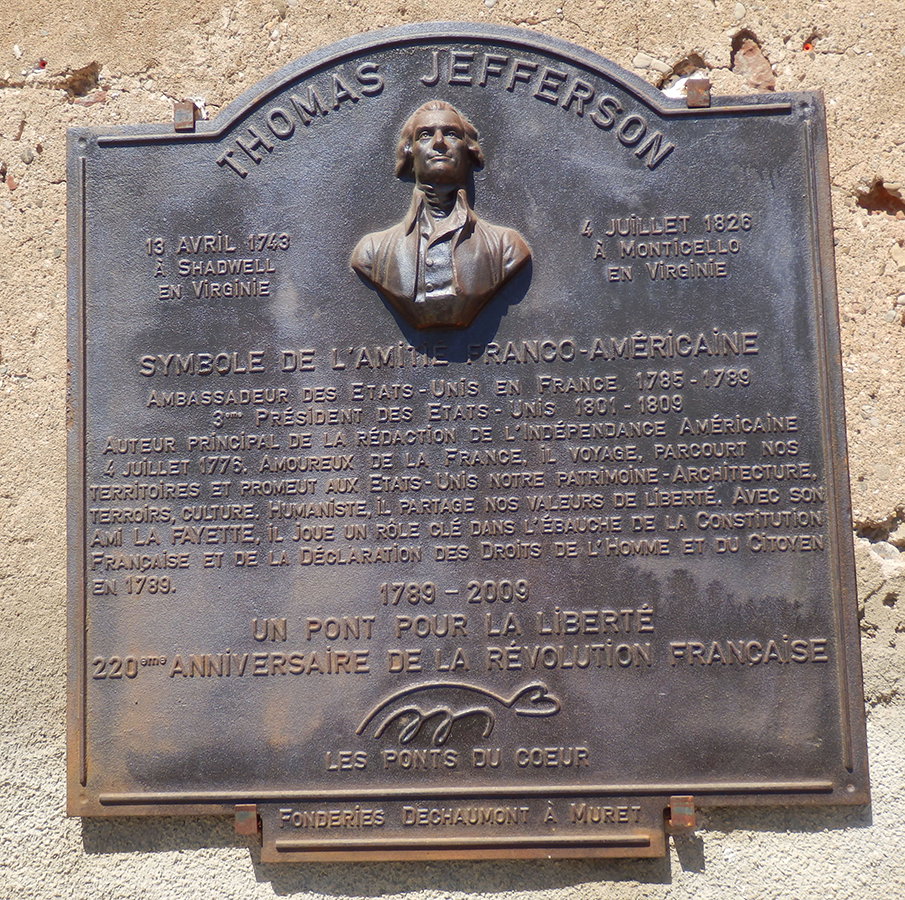 THOMAS JEFFERSON
13 AVRIL 1743
À SHADWELL
EN VIRGINIE
4 JUILLET 1826
À MONTICELLO
EN VIRGINIE
SYMBOLE DE L'AMITIÉ FRANCO-AMÉRICAINE
AMBASSADEUR DES ETATS-UNIS EN FRANCE 1785-1789
3ème PRÉSIDENT DES ETATS-UNIS 1801-1809
AUTEUR PRINCIPAL DE LA RÉDACTION DE L'INDÉPENDANCE AMÉRICAINE
4 JUILLET 1776. AMOUREUX DE LA FRANCE, IL VOYAGE, PARCOURT NOS
TERRITOIRES ET PROMEUT AUX ETATS-UNIS NOTRE PATRIMOINE-ARCHITECTURE,
TERROIRS, CULTURE. HUMANISTE, IL PARTAGE NOS VALEURS DE LIBERTÉ. AVEC SON
AMI LA FAYETTE, IL JOUE UN RÔLE CLÉ DANS L'ÉBAUCHE DE LA CONSTITUTION
FRANÇAISE ET DE LA DÉCLARATION DES DROITS DE L'HOMME ET DU CITOYEN
EN 1789.
1789 - 2009
UN PONT POUR LA LIBERTÉ
220ème ANNIVERSAIRE DE LA RÉVOLUTION FRANÇAISE
LES PONTS DU COEUR
FONDERIES DECHAUMONT À MURET